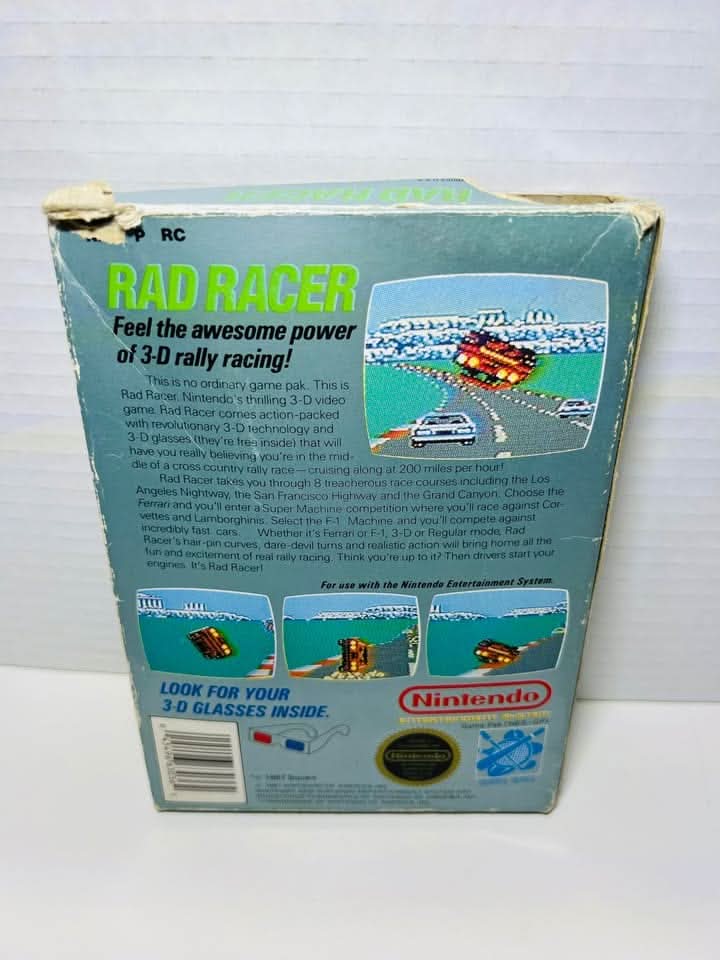 RAD RACER
P RC
RAD RACER
Feel the awesome power
of 3-D rally racing!
This is no ordinary game pak. This is
Rad Racer, Nintendo's thrilling 3-D video
game. Rad Racer comes action-packed
with revolutionary 3-D technology and
3-D glasses (they're free inside) that will
have you really believing you're in the mid-
dle of a cross country rally race—cruising along at 200 miles per hour!
Rad Racer takes you through 8 treacherous race courses including the Los
Angeles Nightway, the San Francisco Highway and the Grand Canyon. Choose the
Ferrari and you'll enter a Super Machine competition where you'll race against Cor-
vettes and Lamborghinis. Select the F-1 Machine and you'll compete against
incredibly fast cars. Whether it's Ferrari or F-1, 3-D or Regular mode, Rad
Racer's hair-pin curves, dare-devil turns and realistic action will bring home all the
fun and excitement of real rally racing. Think you're up to it? Then drivers start your
engines. It's Rad Racer!
For use with the Nintendo Entertainment System.
LOOK FOR YOUR
3-D GLASSES INSIDE.
Nintendo
ENTERTAINMENT SYSTEM
Game Pak
Nintendo